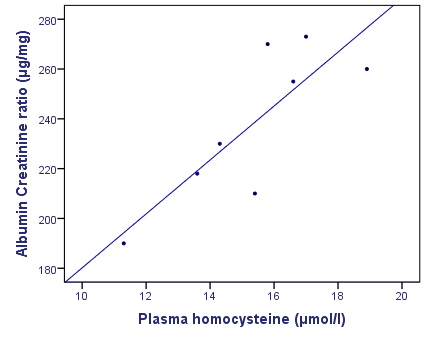 Albumin Creatinine ratio (µg/mg)
280
260
240
220
200
180
10 12 14 16 18 20
Plasma homocysteine (µmol/l)